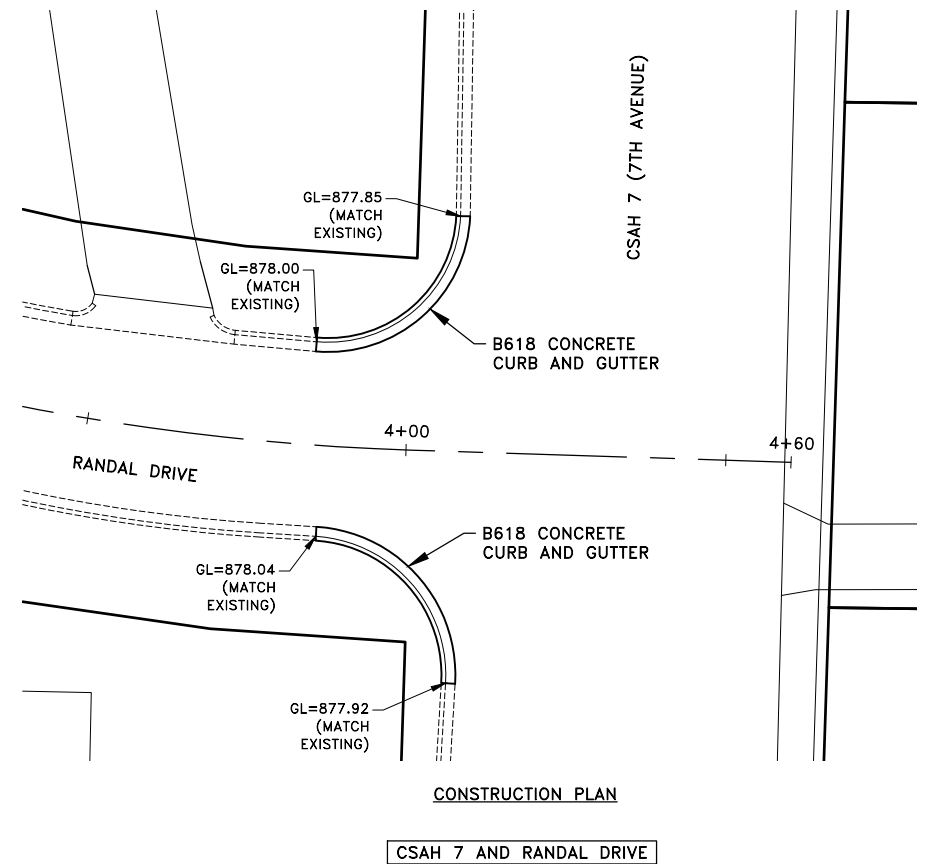 CSAH 7 (7TH AVENUE)
GL=877.85
(MATCH
EXISTING)
GL=878.00
(MATCH
EXISTING)
B618 CONCRETE
CURB AND GUTTER
4+00
4+60
RANDAL DRIVE
B618 CONCRETE
CURB AND GUTTER
GL=878.04
(MATCH
EXISTING)
GL=877.92
(MATCH
EXISTING)
CONSTRUCTION PLAN
CSAH 7 AND RANDAL DRIVE